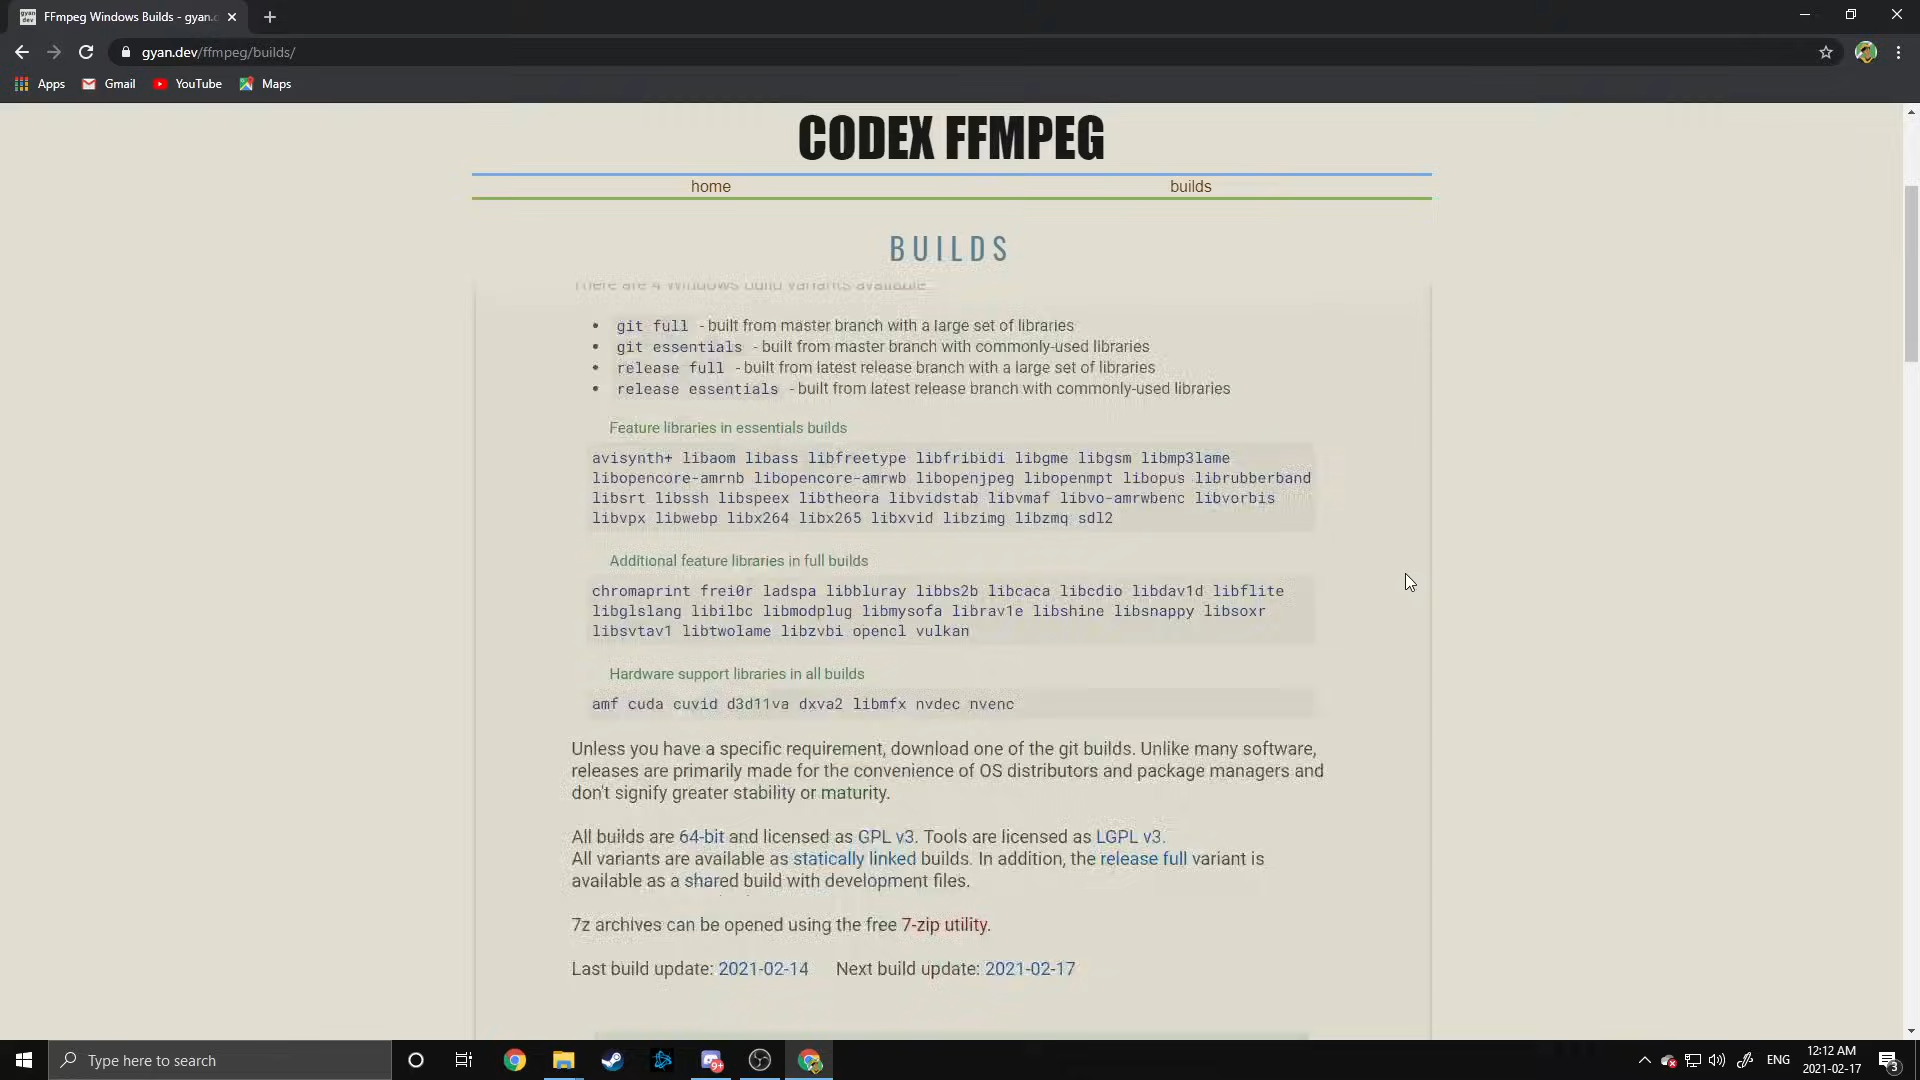 FFmpeg Windows Builds - gyan.d
gyan.dev/ffmpeg/builds/
Apps Gmail YouTube Maps
CODEX FFMPEG
home builds
BUILDS
There are 4 Windows build variants available
• git full - built from master branch with a large set of libraries
• git essentials - built from master branch with commonly-used libraries
• release full - built from latest release branch with a large set of libraries
• release essentials - built from latest release branch with commonly-used libraries
Feature libraries in essentials builds
avisynth+ libaom libass libfreetype libfribidi libgme libgsm libmp3lame
libopencore-amrnb libopencore-amrwb libopenjpeg libopenmpt libopus librubberband
libsrt libssh libspeex libtheora libvidstab libvmaf libvo-amrwbenc libvorbis
libvpx libwebp libx264 libx265 libxvid libzimg libzmq sdl2
Additional feature libraries in full builds
chromaprint frei0r ladspa libbluray libbs2b libcaca libcdio libdav1d libflite
libglslang libilbc libmodplug libmysofa librav1e libshine libsnappy libsoxr
libsvtav1 libtwolame libzvbi opencl vulkan
Hardware support libraries in all builds
amf cuda cuvid d3d11va dxva2 libmfx nvdec nvenc
Unless you have a specific requirement, download one of the git builds. Unlike many software,
releases are primarily made for the convenience of OS distributors and package managers and
don't signify greater stability or maturity.
All builds are 64-bit and licensed as GPL v3. Tools are licensed as LGPL v3.
All variants are available as statically linked builds. In addition, the release full variant is
available as a shared build with development files.
7z archives can be opened using the free 7-zip utility.
Last build update: 2021-02-14 Next build update: 2021-02-17
Type here to search
ENG
12:12 AM
2021-02-17
3